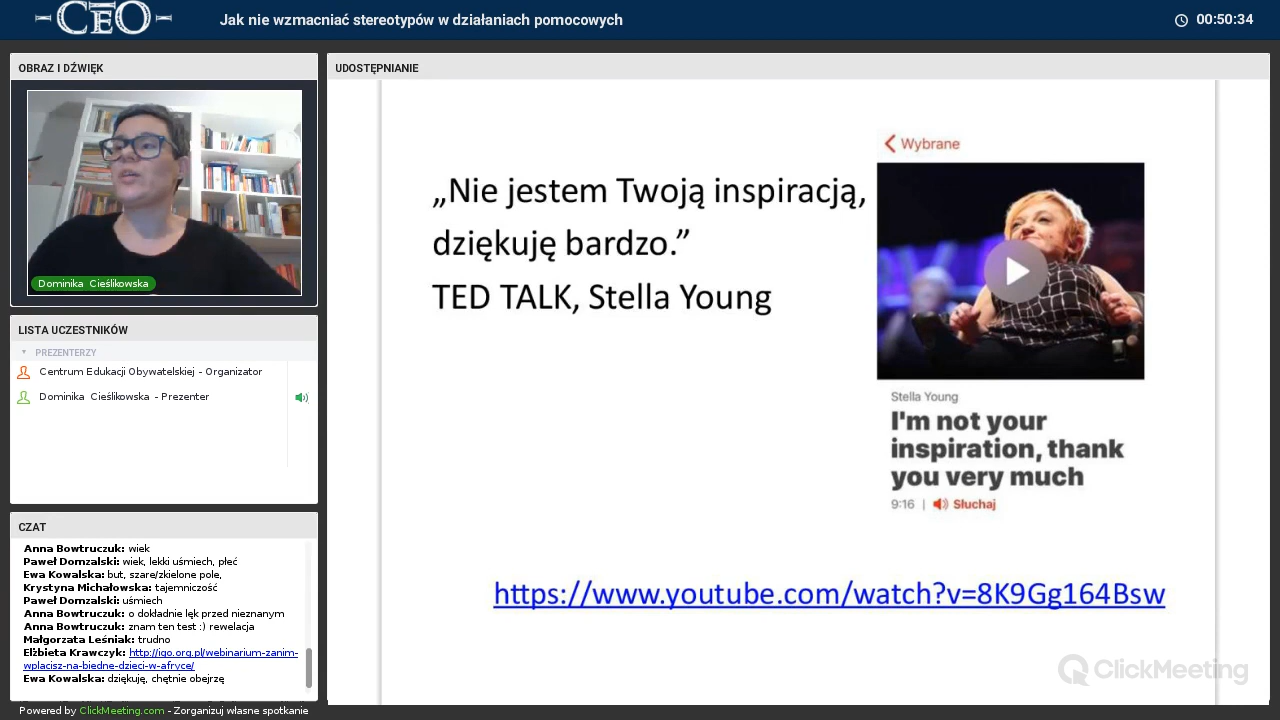 CEO
Jak nie wzmacniać stereotypów w działaniach pomocowych
00:50:34
OBRAZ I DŹWIĘK
Dominika Cieślikowska
LISTA UCZESTNIKÓW
PREZENTERZY
Centrum Edukacji Obywatelskiej - Organizator
Dominika Cieślikowska - Prezenter
CZAT
Anna Bowtruczuk: wiek
Paweł Domzalski: wiek, lekki uśmiech, płeć
Ewa Kowalska: but, szare/zkielone pole,
Krystyna Michałowska: tajemniczość
Paweł Domzalski: uśmiech
Anna Bowtruczuk: o dokładnie lęk przed nieznanym
Anna Bowtruczuk: znam ten test :) rewelacja
Małgorzata Leśniak: trudno
Elżbieta Krawczyk: http://igo.org.pl/webinarium-zanim-
wplacisz-na-biedne-dzieci-w-afryce/
Ewa Kowalska: dziękuję, chętnie obejrzę
Powered by ClickMeeting.com - Zorganizuj własne spotkanie
UDOSTĘPNIANIE
„Nie jestem Twoją inspiracją,
dziękuję bardzo.”
TED TALK, Stella Young
Wybrane
Stella Young
I'm not your
inspiration, thank
you very much
9:16 | Słuchaj
https://www.youtube.com/watch?v=8K9Gg164Bsw
ClickMeeting